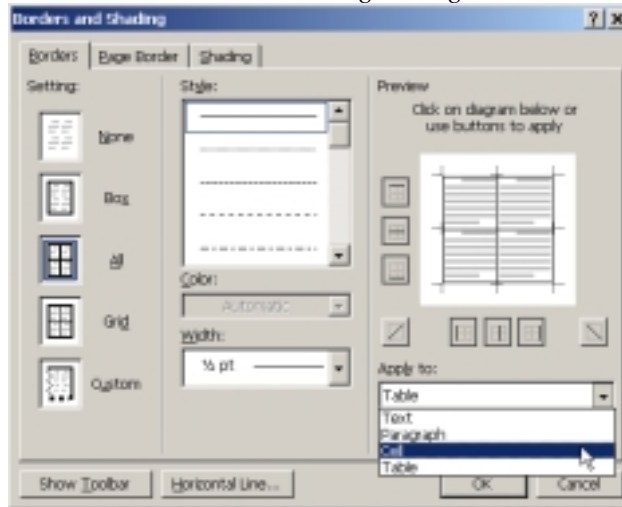 Borders and Shading
Borders
Page Border
Shading
Setting:
None
Box
All
Grid
Custom
Style:
Color:
Automatic
Width:
½ pt
Preview
Click on diagram below or
use buttons to apply
Apply to:
Table
Text
Paragraph
Cell
Table
Show Toolbar
Horizontal Line...
OK
Cancel